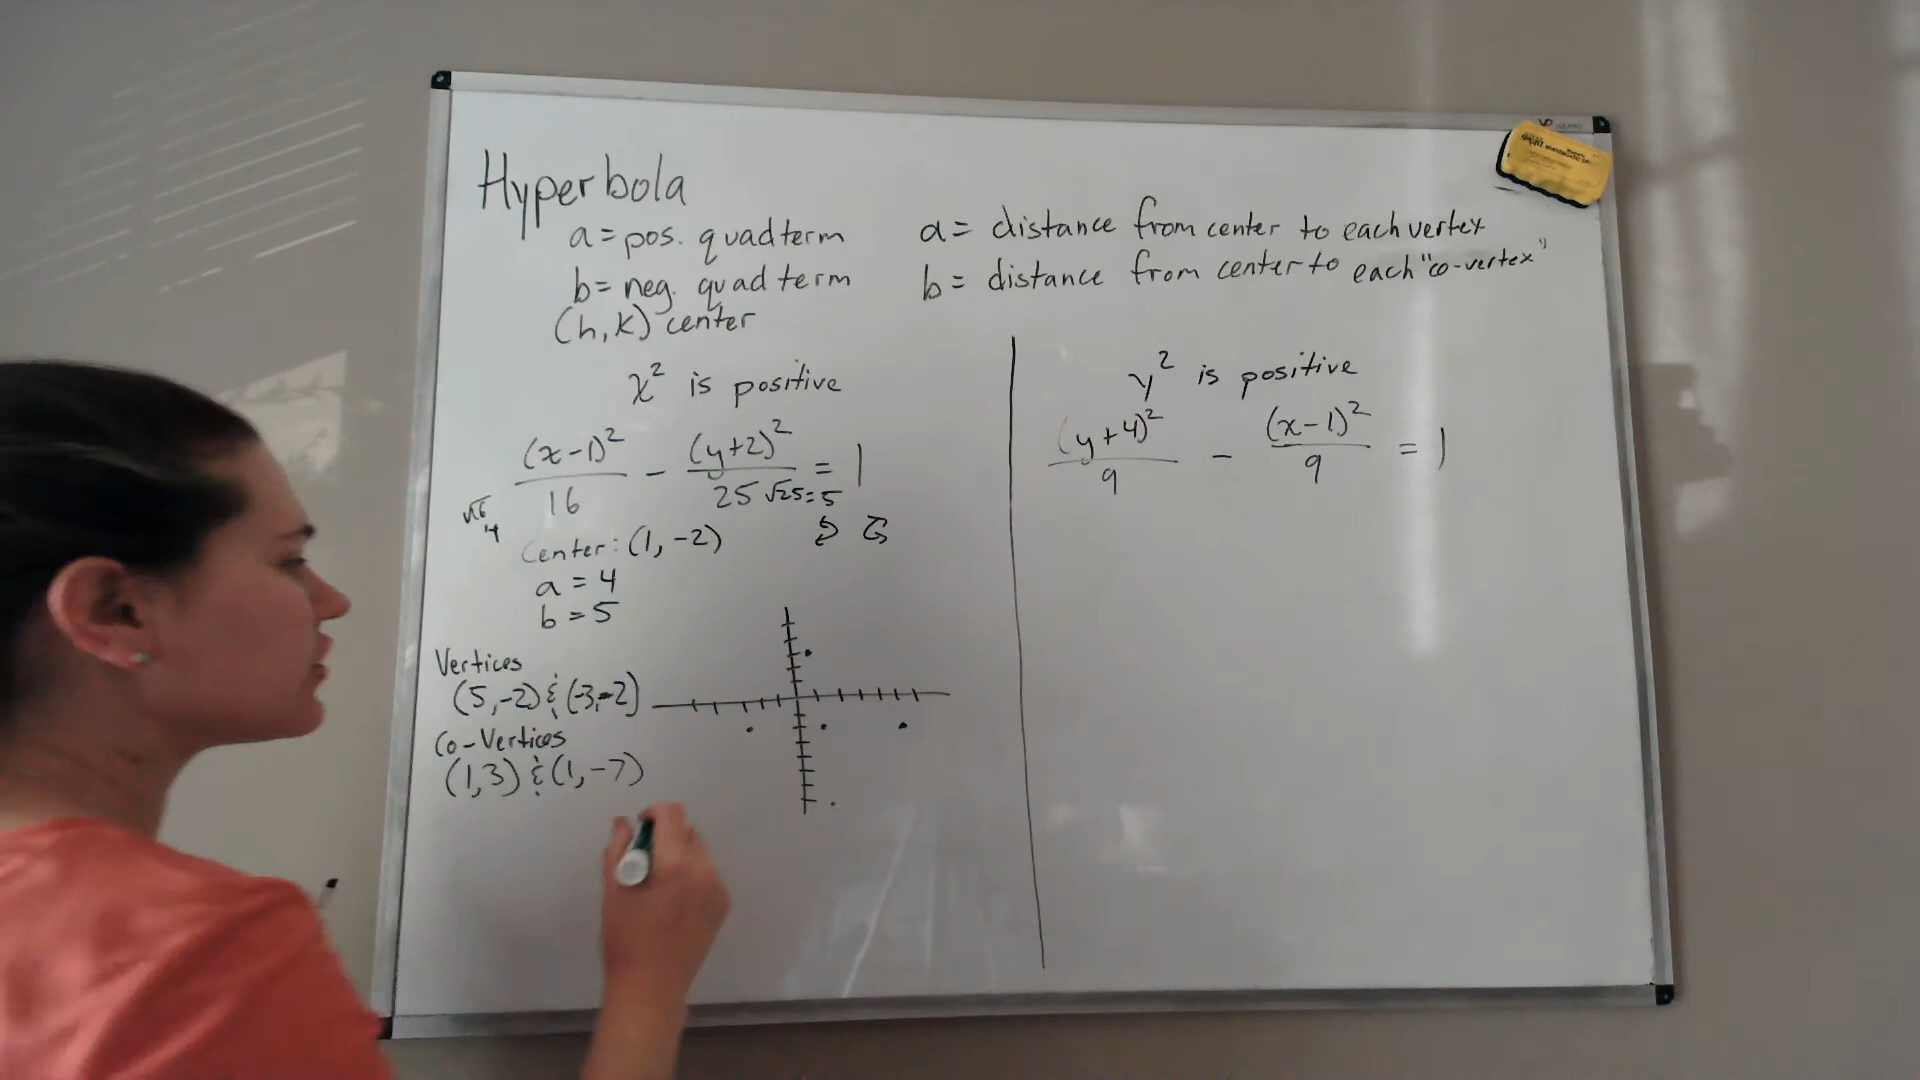 Hyperbola
a = pos. quad term
b = neg. quad term
(h, k) center
a = distance from center to each vertex
b = distance from center to each "co-vertex"
x² is positive
(x-1)²/16 - (y+2)²/25 = 1
√25 = 5
4
Center: (1, -2)
a = 4
b = 5
Vertices
(5, -2) & (-3, -2)
Co-Vertices
(1, 3) & (1, -7)
y² is positive
(y+4)²/9 - (x-1)²/9 = 1